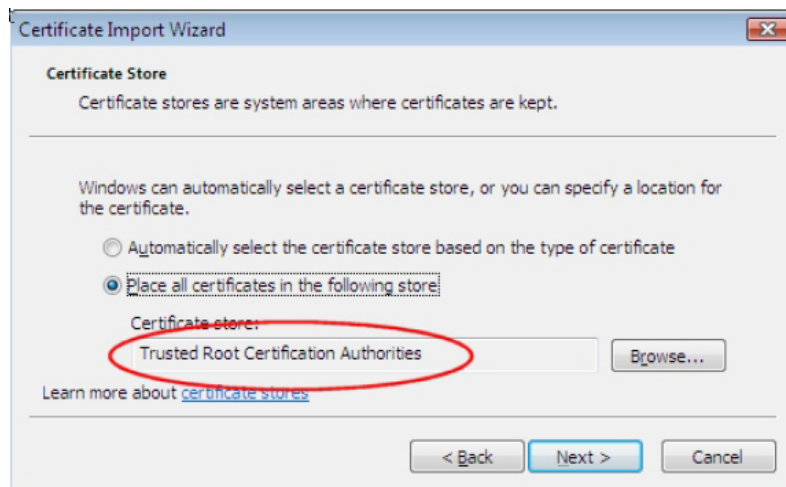 Certificate Import Wizard
Certificate Store
Certificate stores are system areas where certificates are kept.
Windows can automatically select a certificate store, or you can specify a location for
the certificate.
Automatically select the certificate store based on the type of certificate
Place all certificates in the following store
Certificate store:
Trusted Root Certification Authorities
Browse...
Learn more about certificate stores
< Back
Next >
Cancel